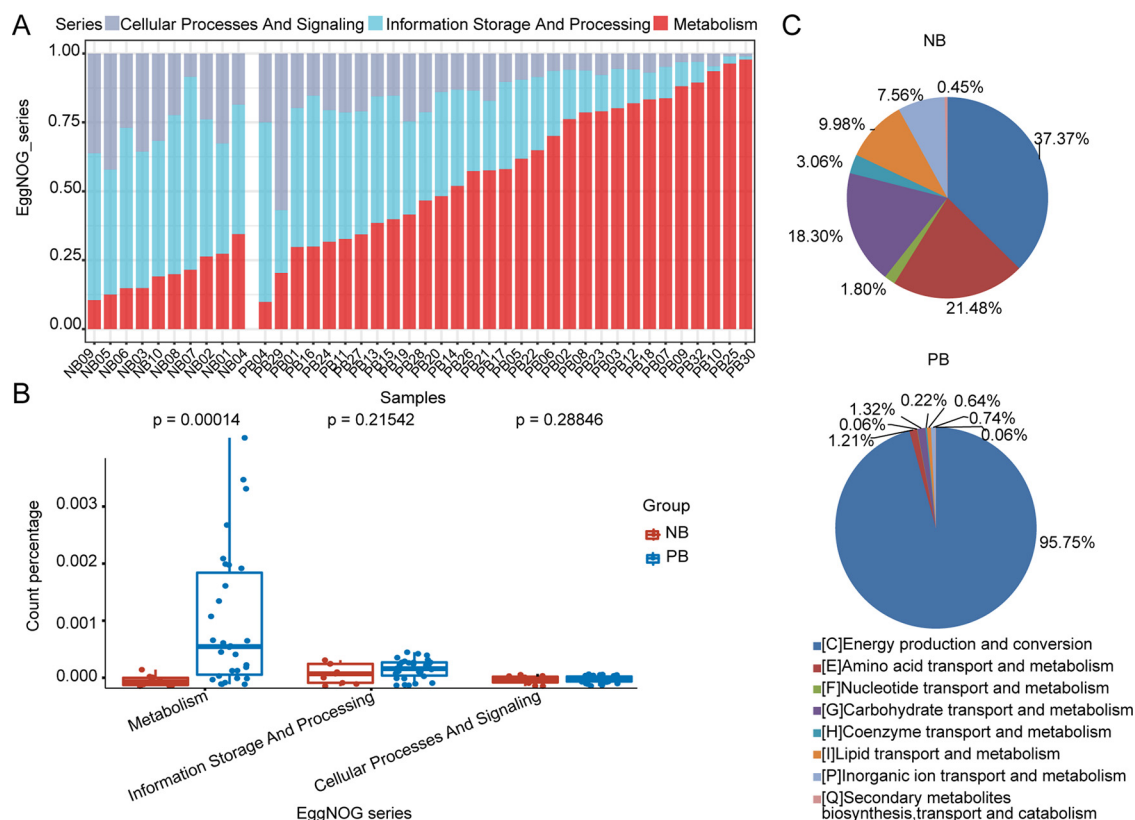 A
Series Cellular Processes And Signaling Information Storage And Processing Metabolism
EggNOG_series
1.00
0.75
0.50
0.25
0.00
NB09 NB05 NB06 NB03 NB10 NB08 NB07 NB02 NB01 NB04 PB04 PB29 PB01 PB16 PB24 PB11 PB27 PB13 PB15 PB19 PB28 PB20 PB14 PB26 PB21 PB17 PB05 PB22 PB06 PB02 PB08 PB23 PB03 PB12 PB18 PB07 PB09 PB32 PB10 PB25 PB30
Samples
B
p = 0.00014 p = 0.21542 p = 0.28846
Count percentage
0.003
0.002
0.001
0.000
Group
NB
PB
Metabolism
Information Storage And Processing
Cellular Processes And Signaling
EggNOG series
C
NB
0.45%
7.56%
37.37%
9.98%
3.06%
18.30%
1.80%
21.48%
PB
0.22% 0.64%
1.32%
0.74%
0.06%
0.06%
1.21%
95.75%
[C]Energy production and conversion
[E]Amino acid transport and metabolism
[F]Nucleotide transport and metabolism
[G]Carbohydrate transport and metabolism
[H]Coenzyme transport and metabolism
[I]Lipid transport and metabolism
[P]Inorganic ion transport and metabolism
[Q]Secondary metabolites
biosynthesis,transport and catabolism